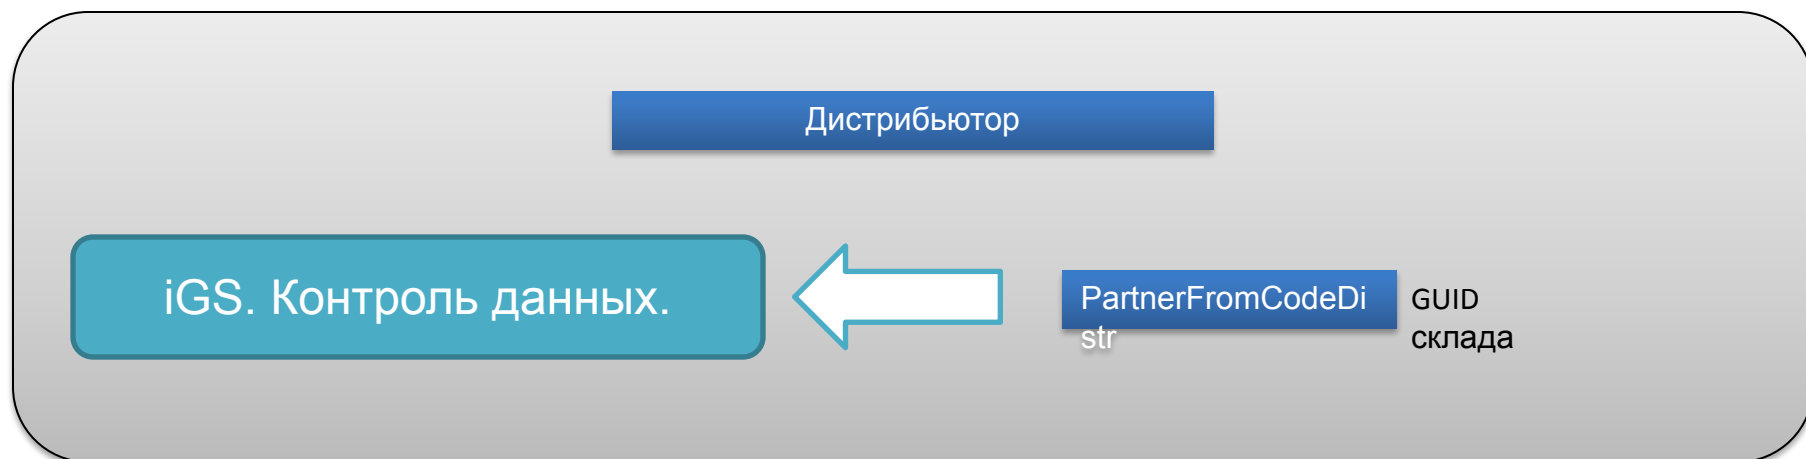 Дистрибьютор
iGS. Контроль данных.
PartnerFromCodeDi
str
GUID
склада